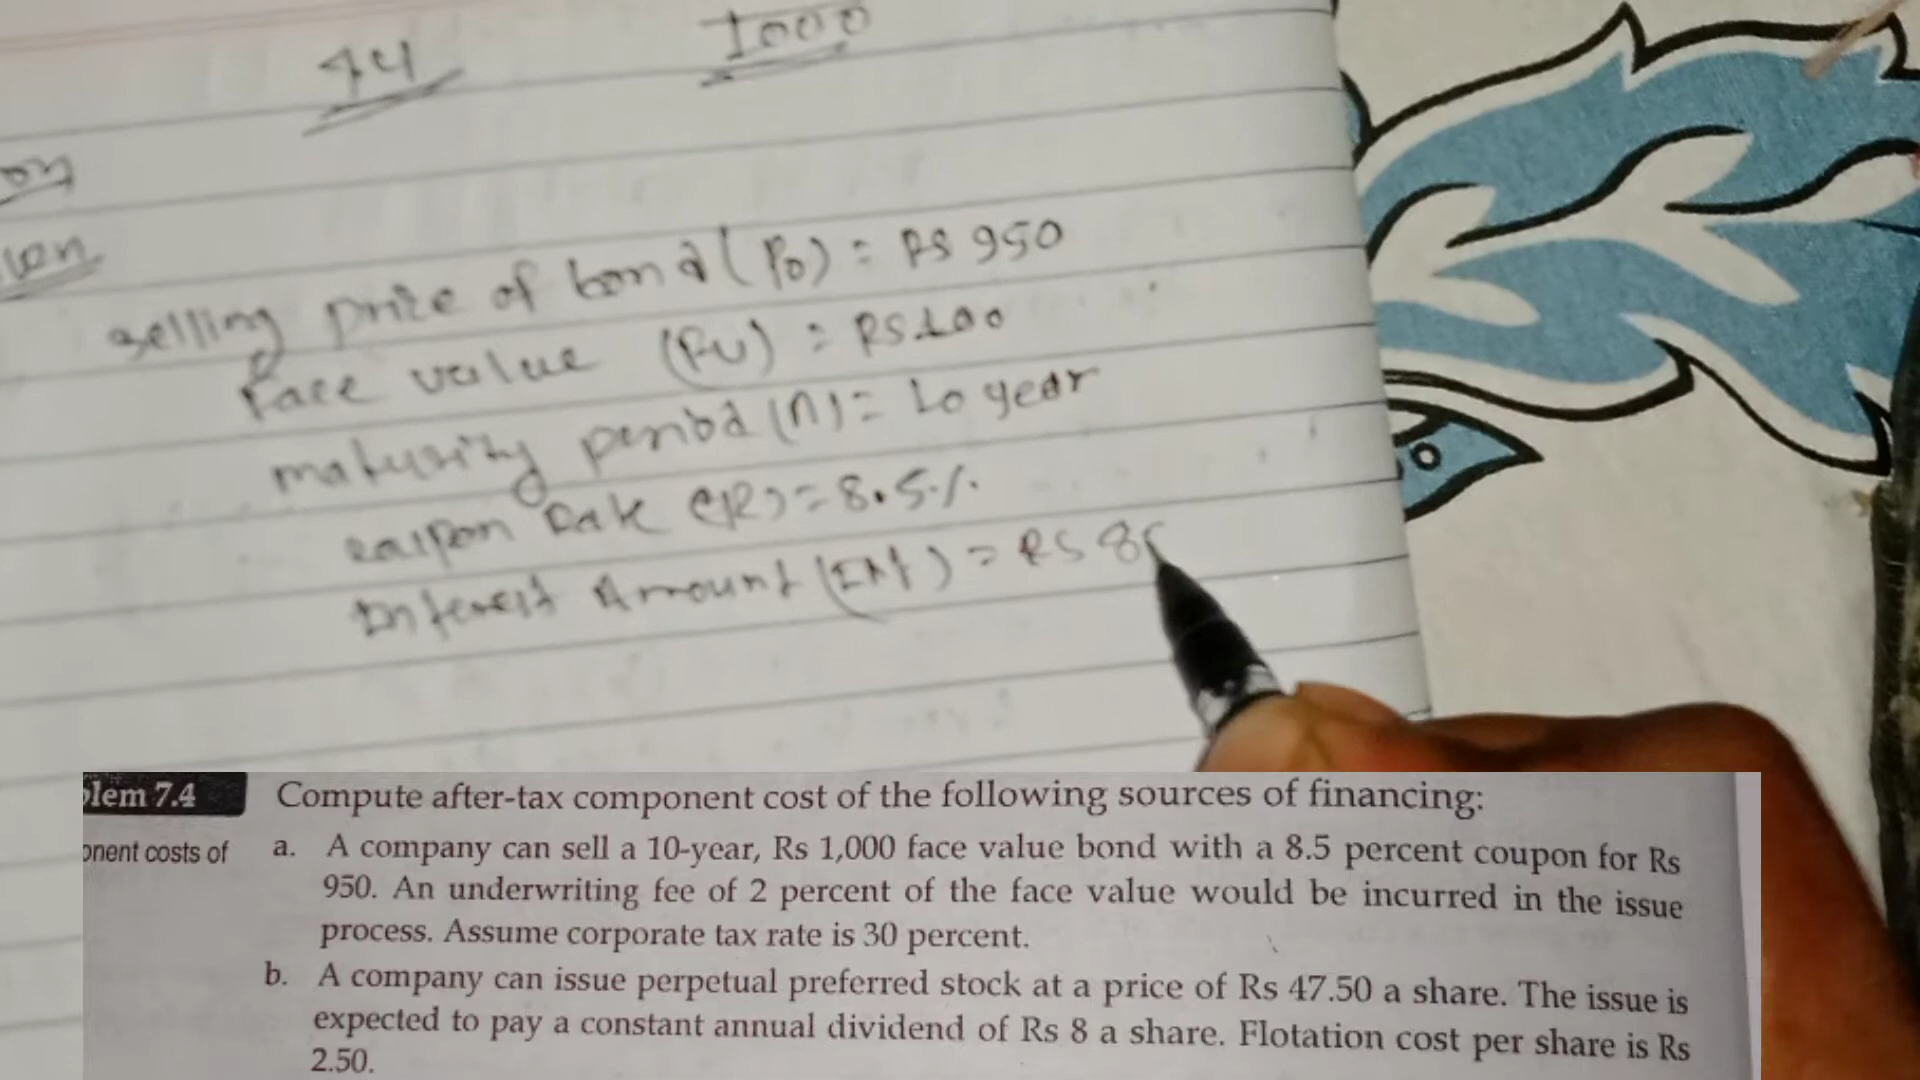 7.4
1000
on
selling price of bond (P0) = RS 950
Face value (FV) = RS 100
maturity period (n) = 10 year
coupon Rate (R) = 8.5%
Interest Amount (INT) = RS 85
lem 7.4
Compute after-tax component cost of the following sources of financing:
onent costs of
a. A company can sell a 10-year, Rs 1,000 face value bond with a 8.5 percent coupon for Rs
950. An underwriting fee of 2 percent of the face value would be incurred in the issue
process. Assume corporate tax rate is 30 percent.
b. A company can issue perpetual preferred stock at a price of Rs 47.50 a share. The issue is
expected to pay a constant annual dividend of Rs 8 a share. Flotation cost per share is Rs
2.50.